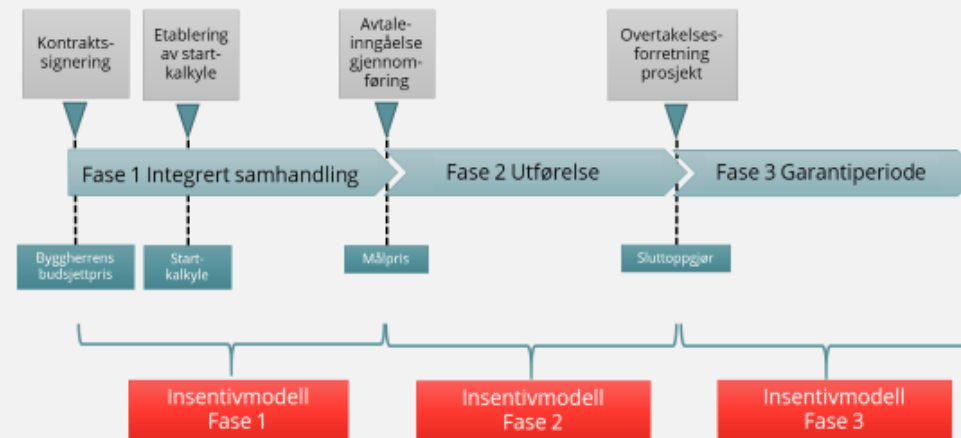 Kontrakts-
signering
Etablering
av start-
kalkyle
Avtale-
inngåelse
gjennom-
føring
Overtakelses-
forretning
prosjekt
Fase 1 Integrert samhandling
Fase 2 Utførelse
Fase 3 Garantiperiode
Byggherrens
budsjettpris
Start-
kalkyle
Målpris
Sluttoppgjør
Insentivmodell
Fase 1
Insentivmodell
Fase 2
Insentivmodell
Fase 3